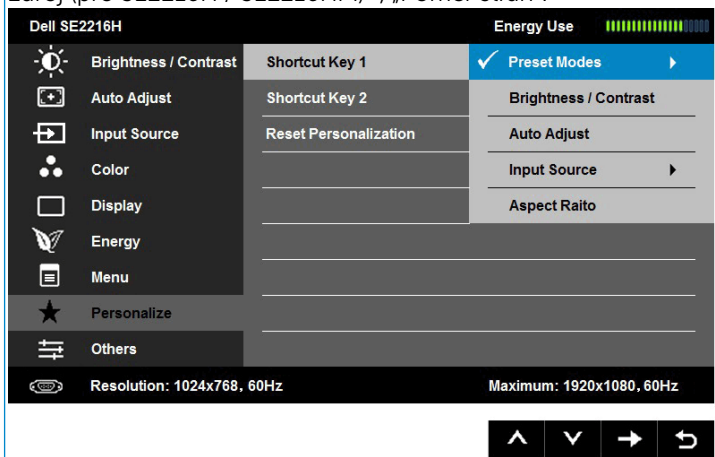 Dell SE2216H Energy Use
Brightness / Contrast Shortcut Key 1 Preset Modes
Auto Adjust Shortcut Key 2 Brightness / Contrast
Input Source Reset Personalization Auto Adjust
Color Input Source
Display Aspect Raito
Energy
Menu
Personalize
Others
Resolution: 1024x768, 60Hz Maximum: 1920x1080, 60Hz